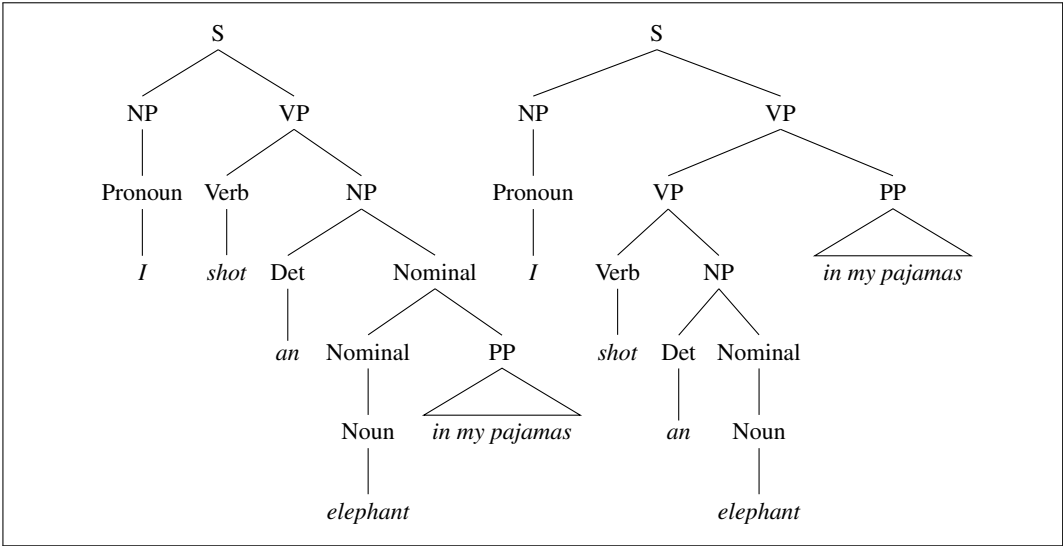 S S
NP VP NP VP
Pronoun Verb NP Pronoun VP PP
I shot Det Nominal I Verb NP in my pajamas
an Nominal PP shot Det Nominal
Noun in my pajamas an Noun
elephant elephant